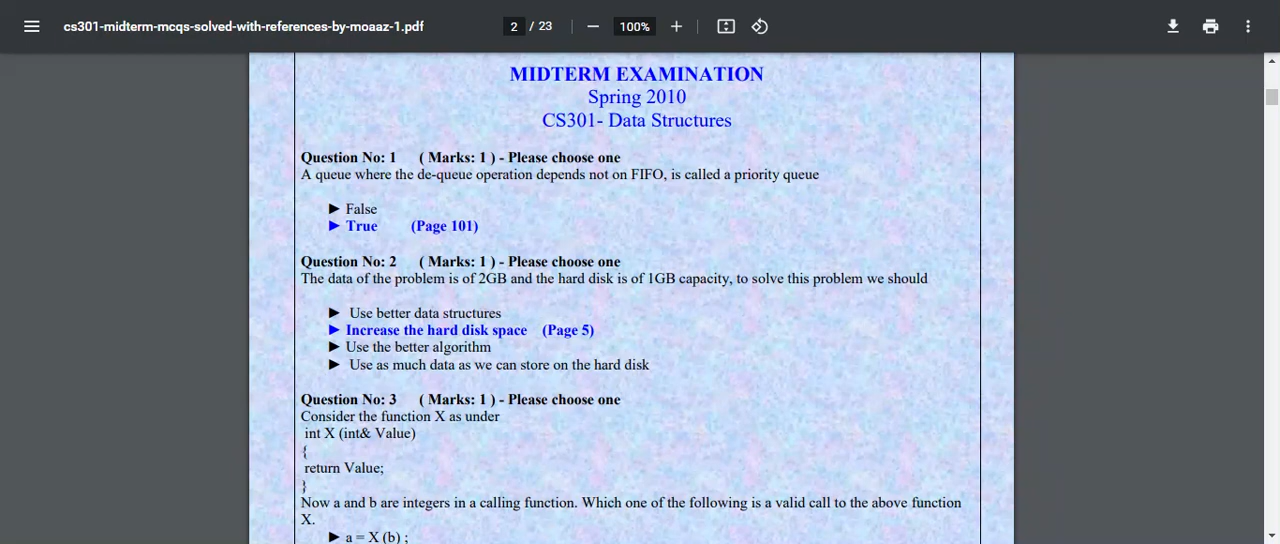 cs301-midterm-mcqs-solved-with-references-by-moaaz-1.pdf
2 / 23
100%
MIDTERM EXAMINATION
Spring 2010
CS301- Data Structures
Question No: 1 ( Marks: 1 ) - Please choose one
A queue where the de-queue operation depends not on FIFO, is called a priority queue
► False
► True (Page 101)
Question No: 2 ( Marks: 1 ) - Please choose one
The data of the problem is of 2GB and the hard disk is of 1GB capacity, to solve this problem we should
► Use better data structures
► Increase the hard disk space (Page 5)
► Use the better algorithm
► Use as much data as we can store on the hard disk
Question No: 3 ( Marks: 1 ) - Please choose one
Consider the function X as under
int X (int& Value)
{
return Value;
}
Now a and b are integers in a calling function. Which one of the following is a valid call to the above function
X.
► a = X (b) ;